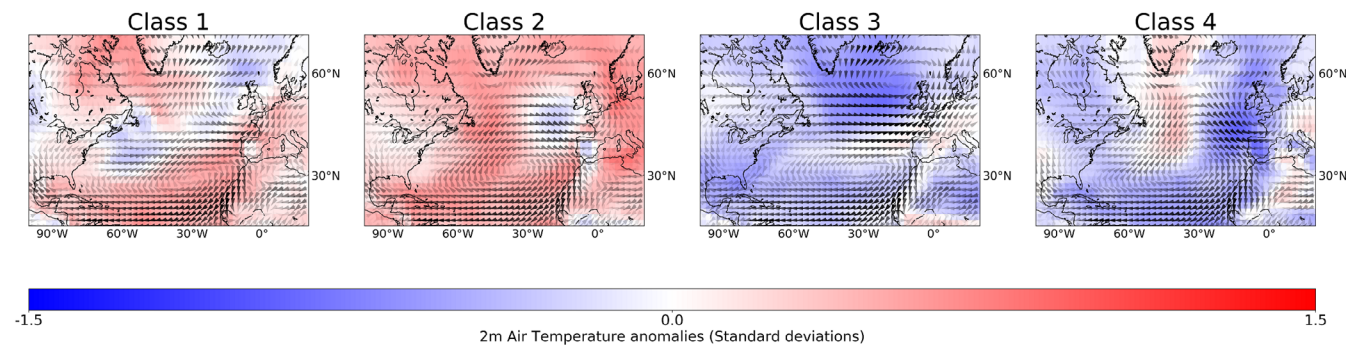 Class 1 Class 2 Class 3 Class 4
60°N 60°N 60°N 60°N
30°N 30°N 30°N 30°N
90°W 60°W 30°W 0° 90°W 60°W 30°W 0° 90°W 60°W 30°W 0° 90°W 60°W 30°W 0°
-1.5 0.0 1.5
2m Air Temperature anomalies (Standard deviations)